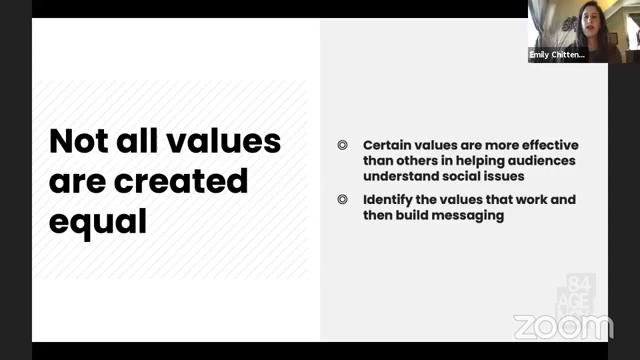 Emily Chitten...
Not all values
are created
equal
Certain values are more effective
than others in helping audiences
understand social issues
Identify the values that work and
then build messaging
84
zoom